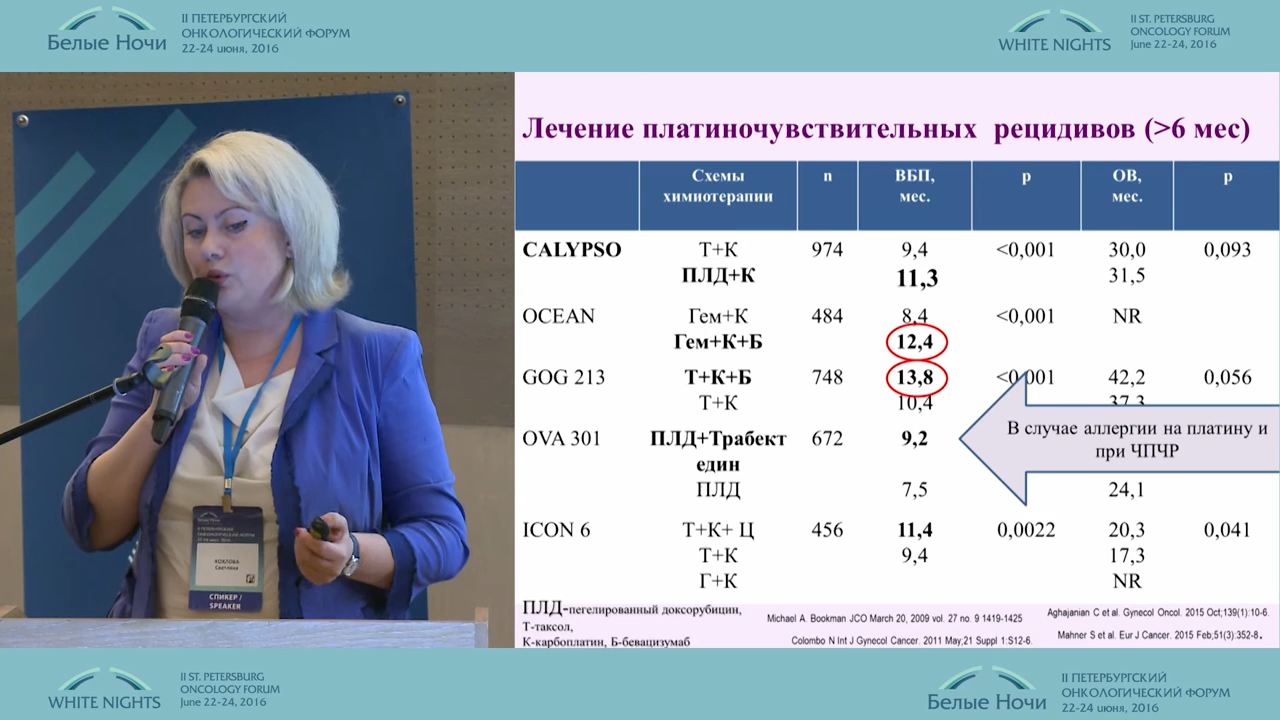 II ПЕТЕРБУРГСКИЙ
ОНКОЛОГИЧЕСКИЙ ФОРУМ
Белые Ночи
22-24 июня, 2016
II ST. PETERSBURG
ONCOLOGY FORUM
WHITE NIGHTS
June 22-24, 2016
Лечение платиночувствительных рецидивов (>6 мес)
Схемы химиотерапии n ВБП, мес. p ОВ, мес. p
CALYPSO Т+К 974 9,4 <0,001 30,0 0,093
ПЛД+К 11,3 31,5
OCEAN Гем+К 484 8,4 <0,001 NR
Гем+К+Б 12,4
GOG 213 Т+К+Б 748 13,8 <0,001 42,2 0,056
Т+К 10,4 37,3
В случае аллергии на платину и
при ЧПЧР
OVA 301 ПЛД+Трабект 672 9,2
един
ПЛД 7,5 24,1
ICON 6 Т+К+ Ц 456 11,4 0,0022 20,3 0,041
Т+К 9,4 17,3
Г+К NR
ПЛД-пегелированный доксорубицин,
Т-таксол,
К-карбоплатин, Б-бевацизумаб
Michael A. Bookman JCO March 20, 2009 vol. 27 no. 9 1419-1425
Colombo N Int J Gynecol Cancer. 2011 May;21 Suppl 1:S12-6.
Aghajanian C et al. Gynecol Oncol. 2015 Oct;139(1):10-6.
Mahner S et al. Eur J Cancer. 2015 Feb,51(3):352-8.
Светлана
СПИКЕР /
SPEAKER
WHITE NIGHTS
II ST. PETERSBURG
ONCOLOGY FORUM
June 22-24, 2016
Белые Ночи
II ПЕТЕРБУРГСКИЙ
ОНКОЛОГИЧЕСКИЙ ФОРУМ
22-24 июня, 2016